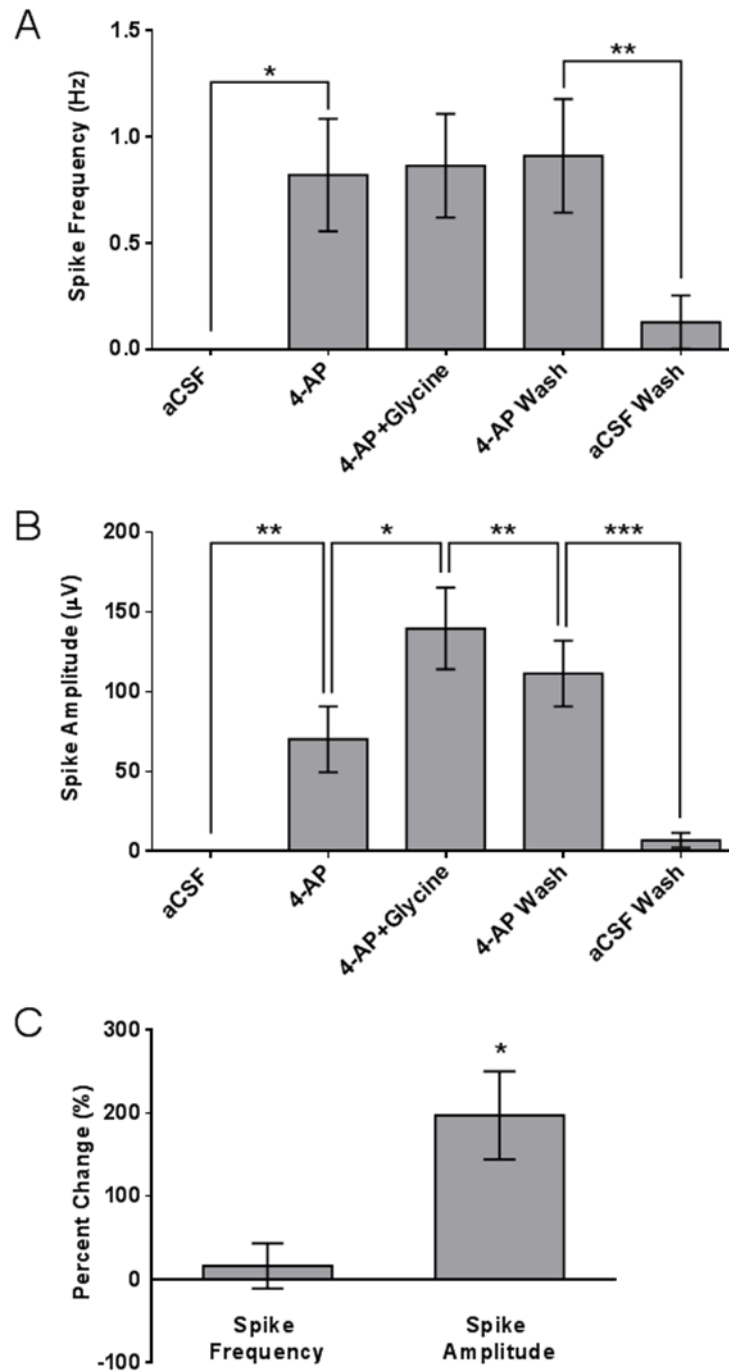 A
Spike Frequency (Hz)
1.5
1.0
0.5
0.0
*
**
aCSF
4-AP
4-AP+Glycine
4-AP Wash
aCSF Wash
B
Spike Amplitude (µV)
200
150
100
50
0
**
*
**
***
aCSF
4-AP
4-AP+Glycine
4-AP Wash
aCSF Wash
C
Percent Change (%)
300
200
100
0
-100
*
Spike
Frequency
Spike
Amplitude